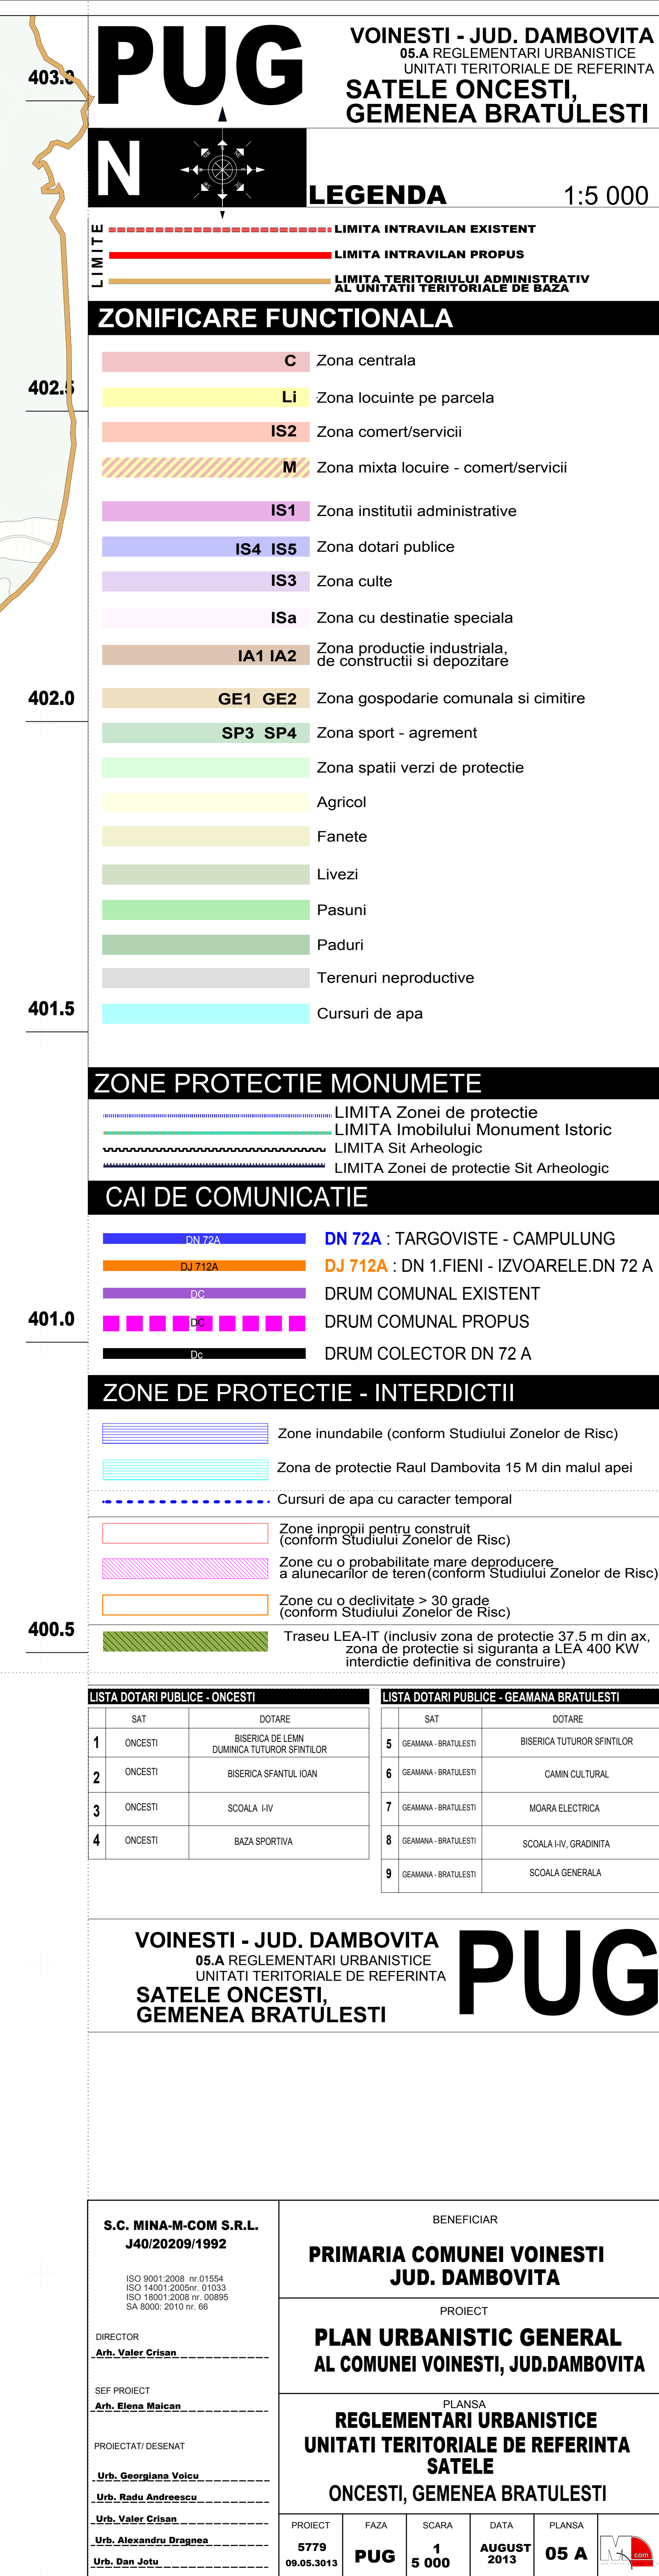 PUG
VOINESTI - JUD. DAMBOVITA
05.A REGLEMENTARI URBANISTICE
UNITATI TERITORIALE DE REFERINTA
SATELE ONCESTI,
GEMENEA BRATULESTI
403.0
N
LEGENDA
1:5 000
LIMITE
LIMITA INTRAVILAN EXISTENT
LIMITA INTRAVILAN PROPUS
LIMITA TERITORIULUI ADMINISTRATIV
AL UNITATII TERITORIALE DE BAZA
ZONIFICARE FUNCTIONALA
C Zona centrala
402.5
Li Zona locuinte pe parcela
IS2 Zona comert/servicii
M Zona mixta locuire - comert/servicii
IS1 Zona institutii administrative
IS4 IS5 Zona dotari publice
IS3 Zona culte
ISa Zona cu destinatie speciala
IA1 IA2 Zona productie industriala,
de constructii si depozitare
402.0
GE1 GE2 Zona gospodarie comunala si cimitire
SP3 SP4 Zona sport - agrement
Zona spatii verzi de protectie
Agricol
Fanete
Livezi
Pasuni
Paduri
Terenuri neproductive
401.5
Cursuri de apa
ZONE PROTECTIE MONUMETE
LIMITA Zonei de protectie
LIMITA Imobilului Monument Istoric
LIMITA Sit Arheologic
LIMITA Zonei de protectie Sit Arheologic
CAI DE COMUNICATIE
DN 72A DN 72A : TARGOVISTE - CAMPULUNG
DJ 712A DJ 712A : DN 1.FIENI - IZVOARELE.DN 72 A
DC DRUM COMUNAL EXISTENT
401.0
DC DRUM COMUNAL PROPUS
Dc DRUM COLECTOR DN 72 A
ZONE DE PROTECTIE - INTERDICTII
Zone inundabile (conform Studiului Zonelor de Risc)
Zona de protectie Raul Dambovita 15 M din malul apei
Cursuri de apa cu caracter temporal
Zone inpropii pentru construit
(conform Studiului Zonelor de Risc)
Zone cu o probabilitate mare deproducere
a alunecarilor de teren(conform Studiului Zonelor de Risc)
Zone cu o declivitate > 30 grade
(conform Studiului Zonelor de Risc)
400.5
Traseu LEA-IT (inclusiv zona de protectie 37.5 m din ax,
zona de protectie si siguranta a LEA 400 KW
interdictie definitiva de construire)
LISTA DOTARI PUBLICE - ONCESTI
SAT DOTARE
1 ONCESTI BISERICA DE LEMN
DUMINICA TUTUROR SFINTILOR
2 ONCESTI BISERICA SFANTUL IOAN
3 ONCESTI SCOALA I-IV
4 ONCESTI BAZA SPORTIVA
LISTA DOTARI PUBLICE - GEAMANA BRATULESTI
SAT DOTARE
5 GEAMANA - BRATULESTI BISERICA TUTUROR SFINTILOR
6 GEAMANA - BRATULESTI CAMIN CULTURAL
7 GEAMANA - BRATULESTI MOARA ELECTRICA
8 GEAMANA - BRATULESTI SCOALA I-IV, GRADINITA
9 GEAMANA - BRATULESTI SCOALA GENERALA
VOINESTI - JUD. DAMBOVITA
05.A REGLEMENTARI URBANISTICE
UNITATI TERITORIALE DE REFERINTA
SATELE ONCESTI,
GEMENEA BRATULESTI
PUG
S.C. MINA-M-COM S.R.L.
J40/20209/1992
ISO 9001:2008 nr.01554
ISO 14001:2005nr. 01033
ISO 18001:2008 nr. 00895
SA 8000: 2010 nr. 66
DIRECTOR
Arh. Valer Crisan
SEF PROIECT
Arh. Elena Maican
PROIECTAT/ DESENAT
Urb. Georgiana Voicu
Urb. Radu Andreescu
Urb. Valer Crisan
Urb. Alexandru Dragnea
Urb. Dan Jotu
BENEFICIAR
PRIMARIA COMUNEI VOINESTI
JUD. DAMBOVITA
PROIECT
PLAN URBANISTIC GENERAL
AL COMUNEI VOINESTI, JUD.DAMBOVITA
PLANSA
REGLEMENTARI URBANISTICE
UNITATI TERITORIALE DE REFERINTA
SATELE
ONCESTI, GEMENEA BRATULESTI
PROIECT FAZA SCARA DATA PLANSA
5779
09.05.3013
PUG
1
5 000
AUGUST
2013
05 A
M com